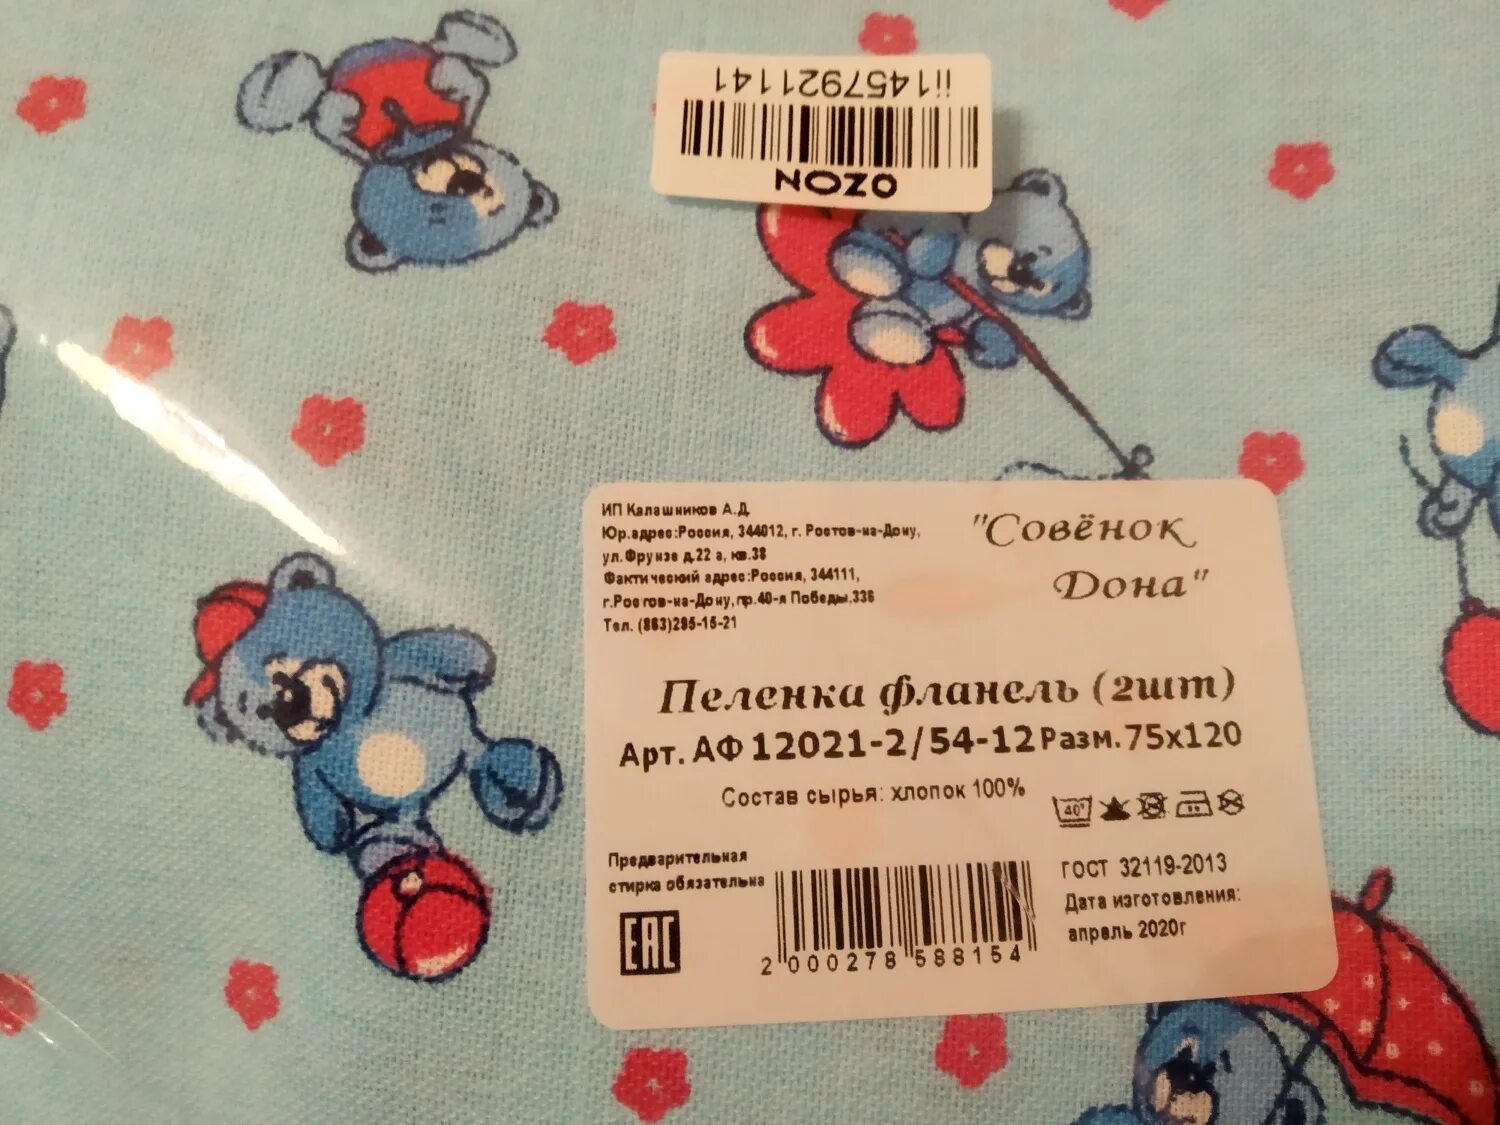 ii1457921141
OZON
ИП Калашников А.Д.
Юр.адрес:Россия, 344012, г. Ростов-на-Дону,
ул.Фрунзе д.22 а, кв.38
Фактический адрес:Россия, 344111,
г.Ростов-на-Дону,пр.40-я Победы.336
Тел. (863)295-15-21
"Совёнок
Дона"
Пеленка фланель (2шт)
Арт. АФ 12021-2/54-12 Разм.75х120
Состав сырья: хлопок 100%
40°
Предварительная
стирка обязательна
ЕАС
2 000278 588154
ГОСТ 32119-2013
Дата изготовления:
апрель 2020г